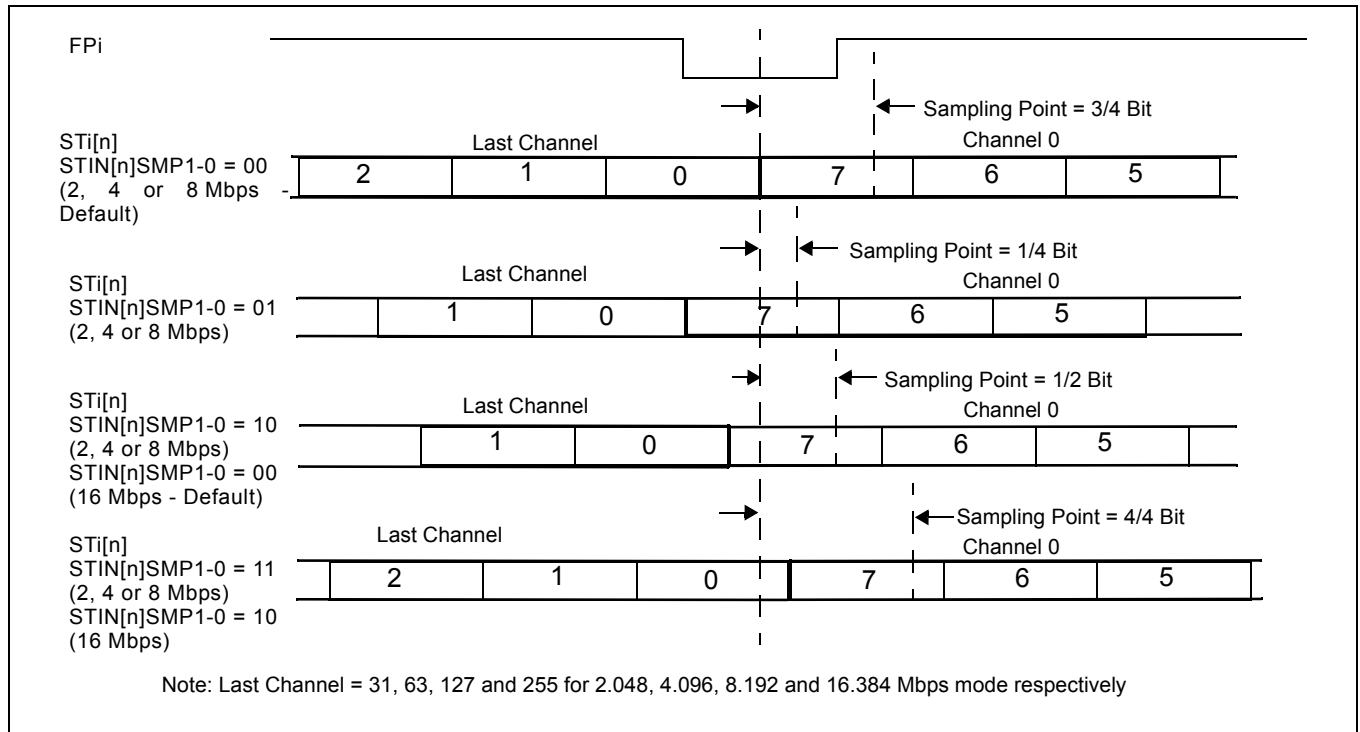 FPi
Sampling Point = 3/4 Bit
STi[n]
STIN[n]SMP1-0 = 00
(2, 4 or 8 Mbps -
Default)
Last Channel
Channel 0
2 1 0 7 6 5
Sampling Point = 1/4 Bit
STi[n]
STIN[n]SMP1-0 = 01
(2, 4 or 8 Mbps)
Last Channel
Channel 0
1 0 7 6 5
Sampling Point = 1/2 Bit
STi[n]
STIN[n]SMP1-0 = 10
(2, 4 or 8 Mbps)
STIN[n]SMP1-0 = 00
(16 Mbps - Default)
Last Channel
Channel 0
1 0 7 6 5
Sampling Point = 4/4 Bit
STi[n]
STIN[n]SMP1-0 = 11
(2, 4 or 8 Mbps)
STIN[n]SMP1-0 = 10
(16 Mbps)
Last Channel
Channel 0
2 1 0 7 6 5
Note: Last Channel = 31, 63, 127 and 255 for 2.048, 4.096, 8.192 and 16.384 Mbps mode respectively